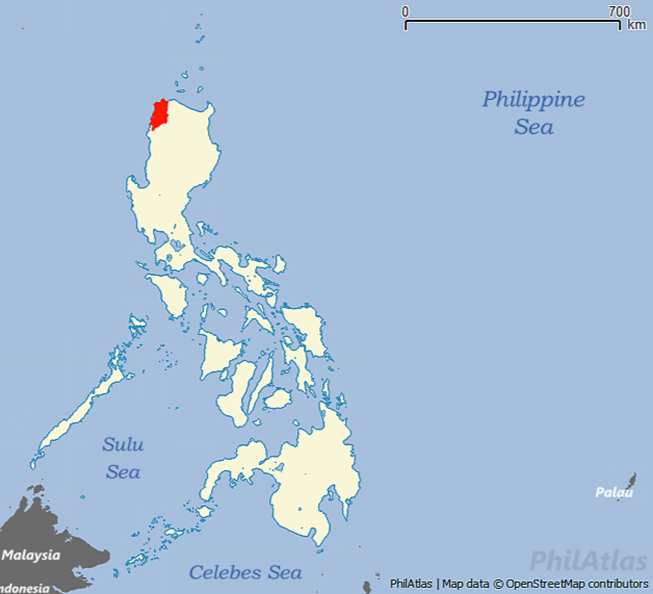 0 700
km
Philippine
Sea
Sulu
Sea
Palau
Malaysia
ndonesia
Celebes Sea
PhilAtlas
PhilAtlas | Map data © OpenStreetMap contributors